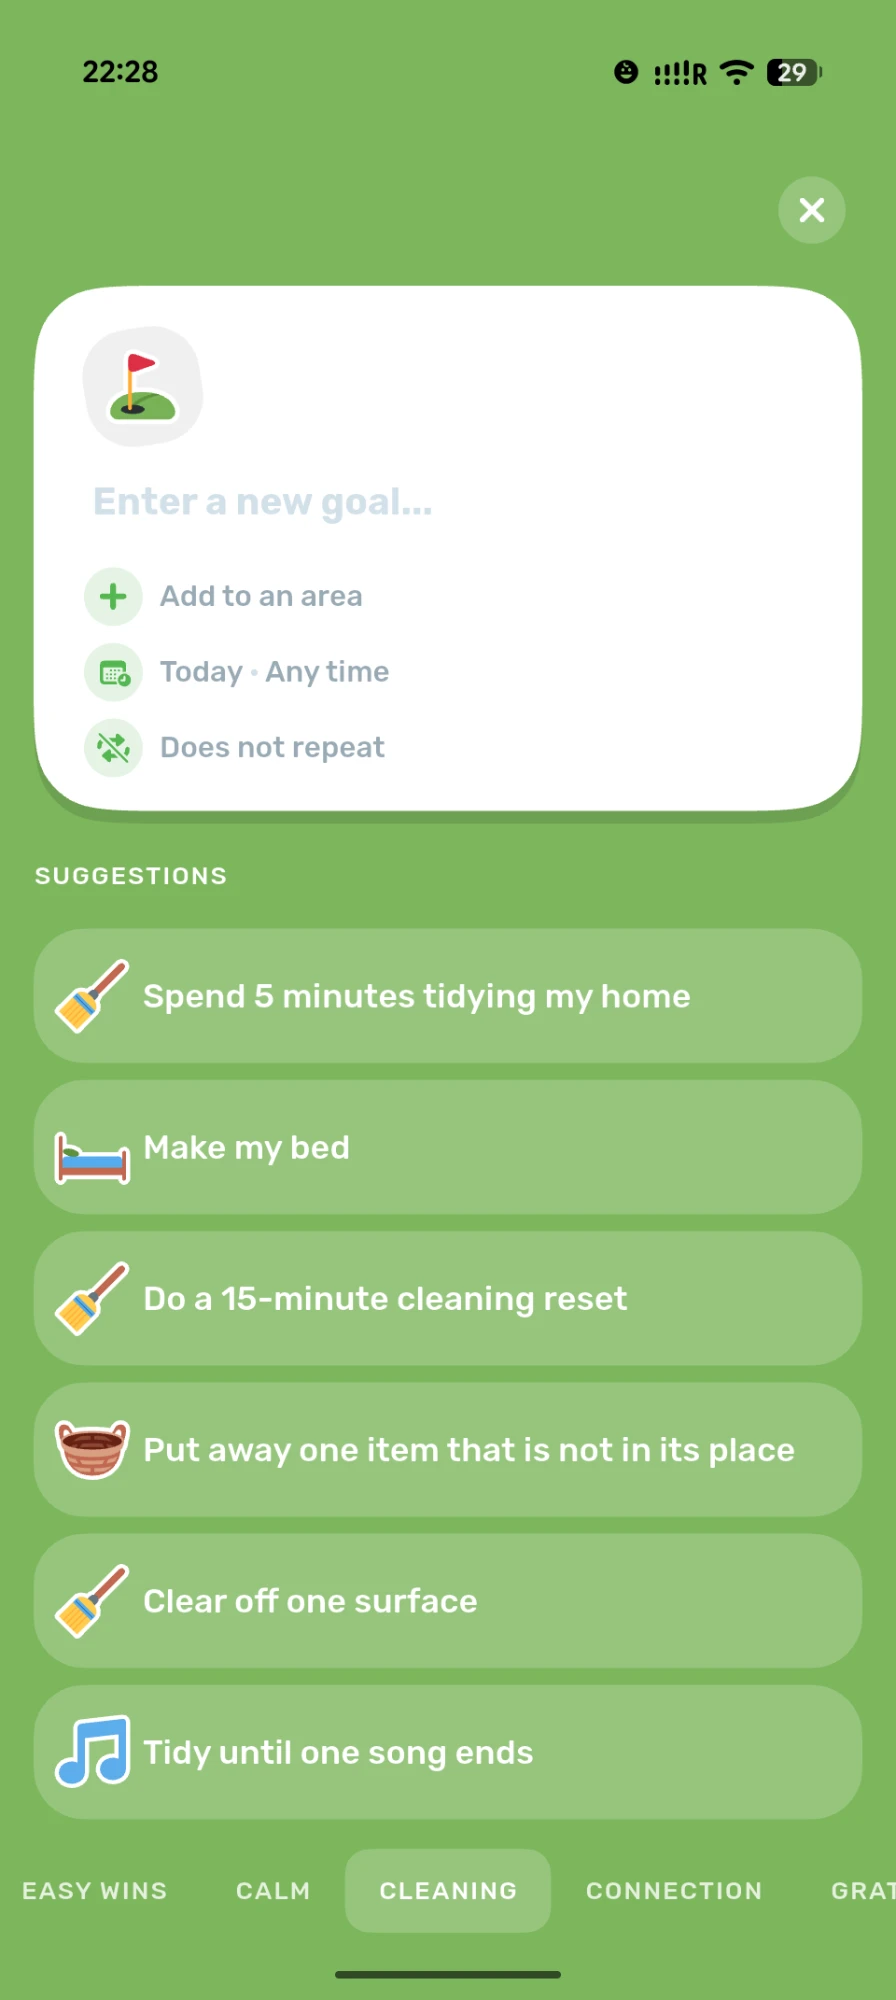 22:28
R
29
Enter a new goal...
Add to an area
Today · Any time
Does not repeat
SUGGESTIONS
Spend 5 minutes tidying my home
Make my bed
Do a 15-minute cleaning reset
Put away one item that is not in its place
Clear off one surface
Tidy until one song ends
EASY WINS CALM CLEANING CONNECTION GRAT